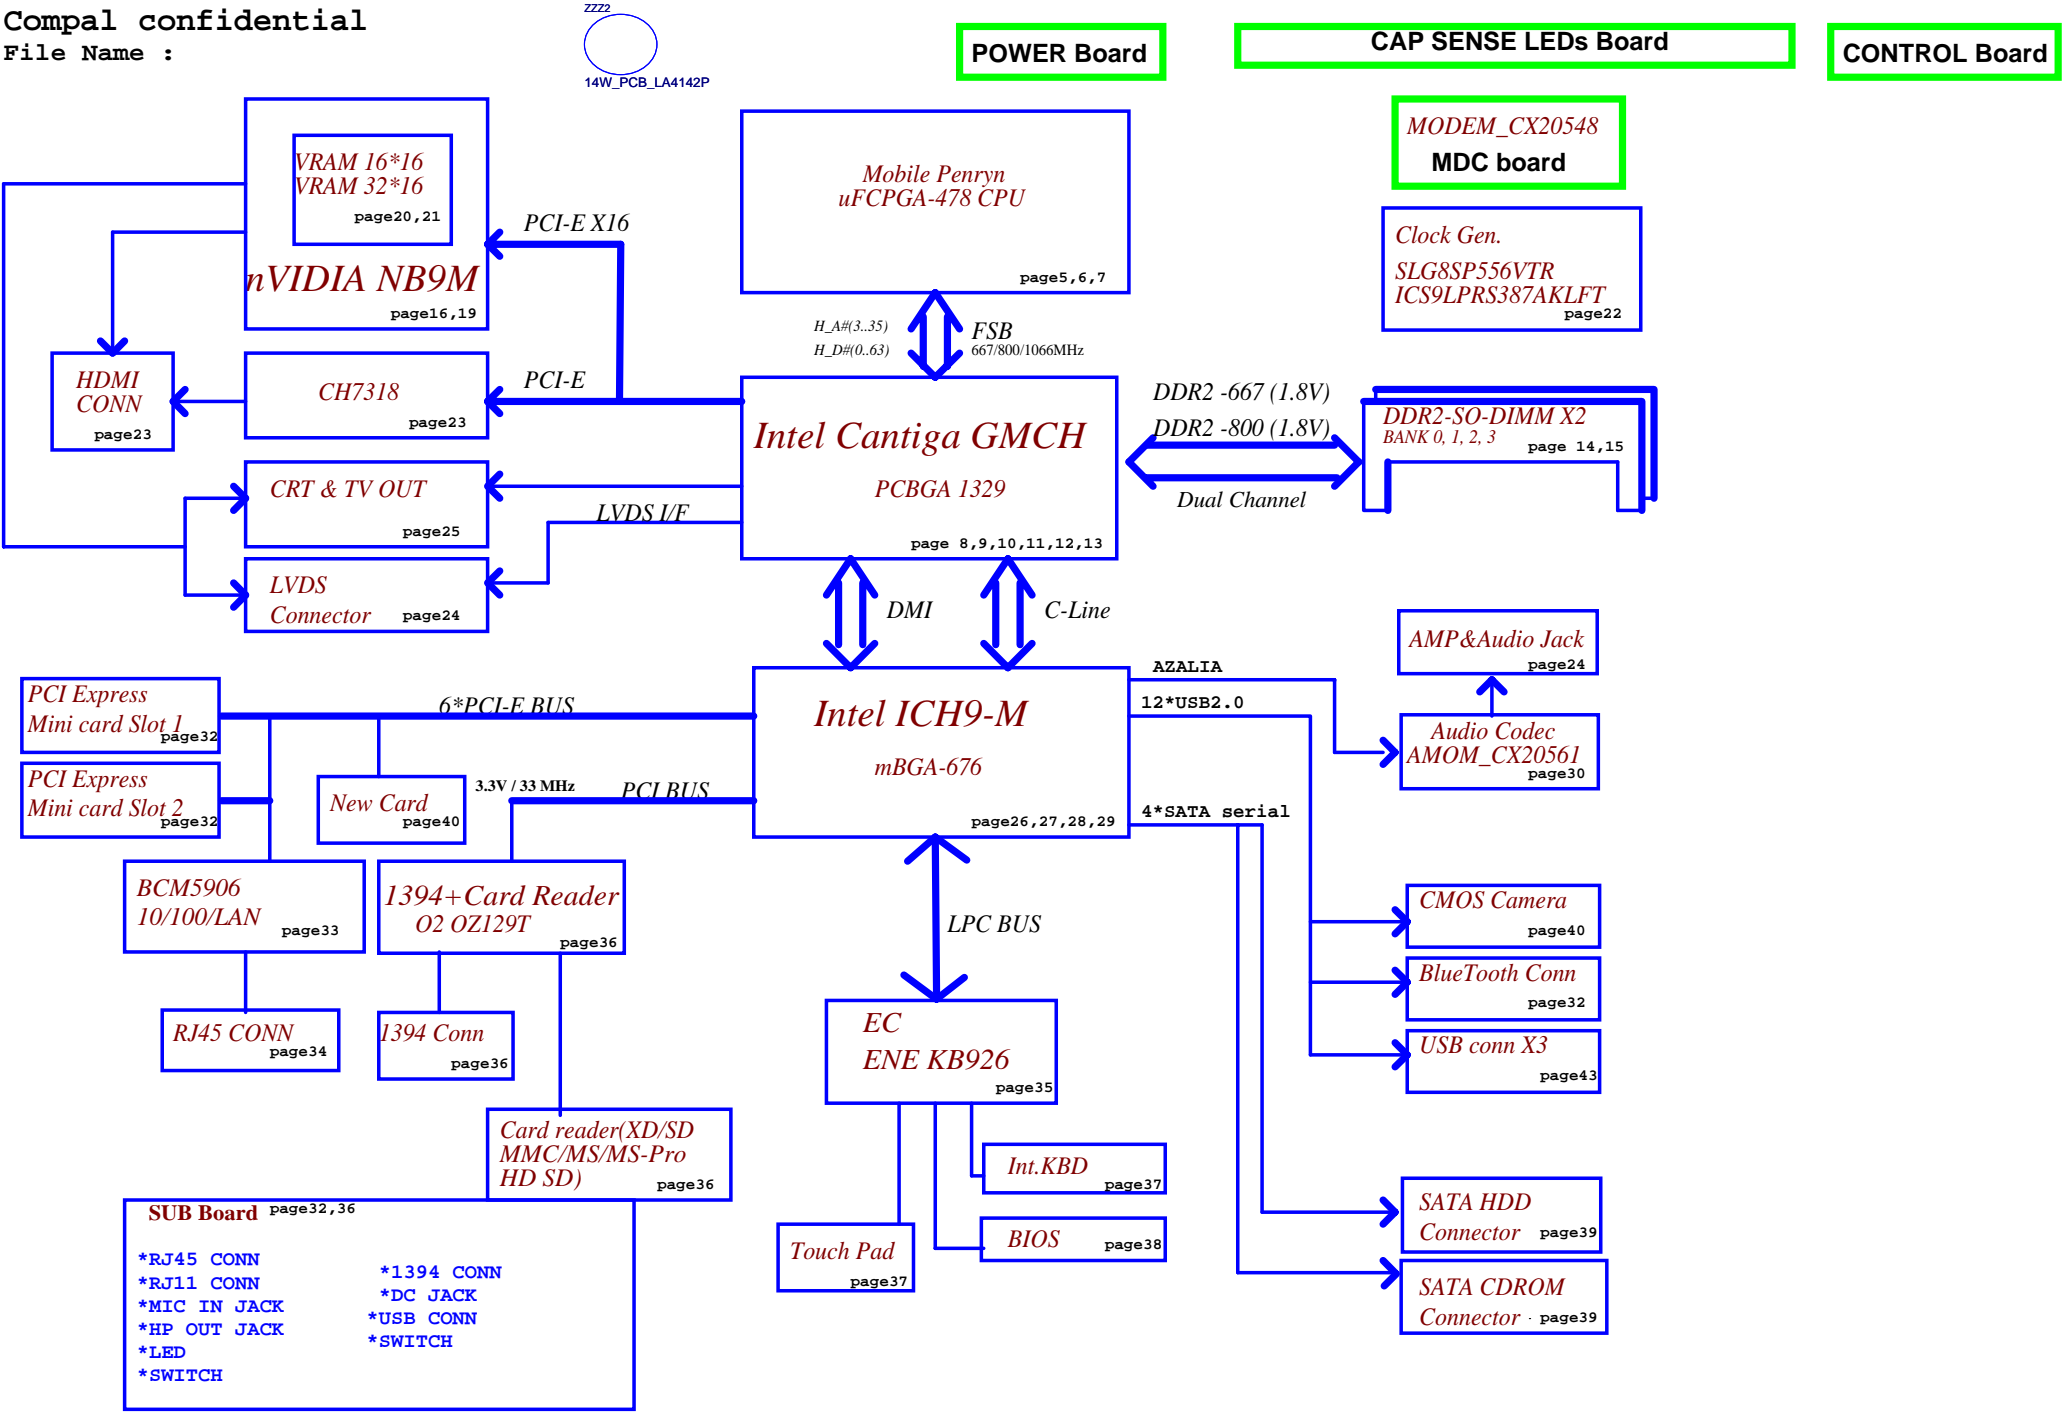 Compal confidential
File Name :
ZZZ2
14W_PCB_LA4142P
POWER Board
CAP SENSE LEDs Board
CONTROL Board
MODEM_CX20548
MDC board
VRAM 16*16
VRAM 32*16
page20,21
nVIDIA NB9M
page16,19
PCI-E X16
Mobile Penryn
uFCPGA-478 CPU
page5,6,7
Clock Gen.
SLG8SP556VTR
ICS9LPRS387AKLFT
page22
H_A#(3..35)
H_D#(0..63)
FSB
667/800/1066MHz
HDMI
CONN
page23
CH7318
page23
PCI-E
Intel Cantiga GMCH
PCBGA 1329
page 8,9,10,11,12,13
DDR2 -667 (1.8V)
DDR2 -800 (1.8V)
Dual Channel
DDR2-SO-DIMM X2
BANK 0, 1, 2, 3
page 14,15
CRT & TV OUT
page25
LVDS I/F
LVDS
Connector
page24
DMI
C-Line
AMP&Audio Jack
page24
AZALIA
12*USB2.0
4*SATA serial
Audio Codec
AMOM_CX20561
page30
PCI Express
Mini card Slot 1
page32
PCI Express
Mini card Slot 2
page32
6*PCI-E BUS
Intel ICH9-M
mBGA-676
page26,27,28,29
New Card
page40
3.3V / 33 MHz
PCI BUS
BCM5906
10/100/LAN
page33
1394+Card Reader
O2 OZ129T
page36
LPC BUS
CMOS Camera
page40
BlueTooth Conn
page32
USB conn X3
page43
RJ45 CONN
page34
1394 Conn
page36
EC
ENE KB926
page35
Card reader(XD/SD
MMC/MS/MS-Pro
HD SD)
page36
Int.KBD
page37
BIOS
page38
Touch Pad
page37
SATA HDD
Connector
page39
SATA CDROM
Connector
page39
SUB Board
page32,36
*RJ45 CONN
*RJ11 CONN
*MIC IN JACK
*HP OUT JACK
*LED
*SWITCH
*1394 CONN
*DC JACK
*USB CONN
*SWITCH